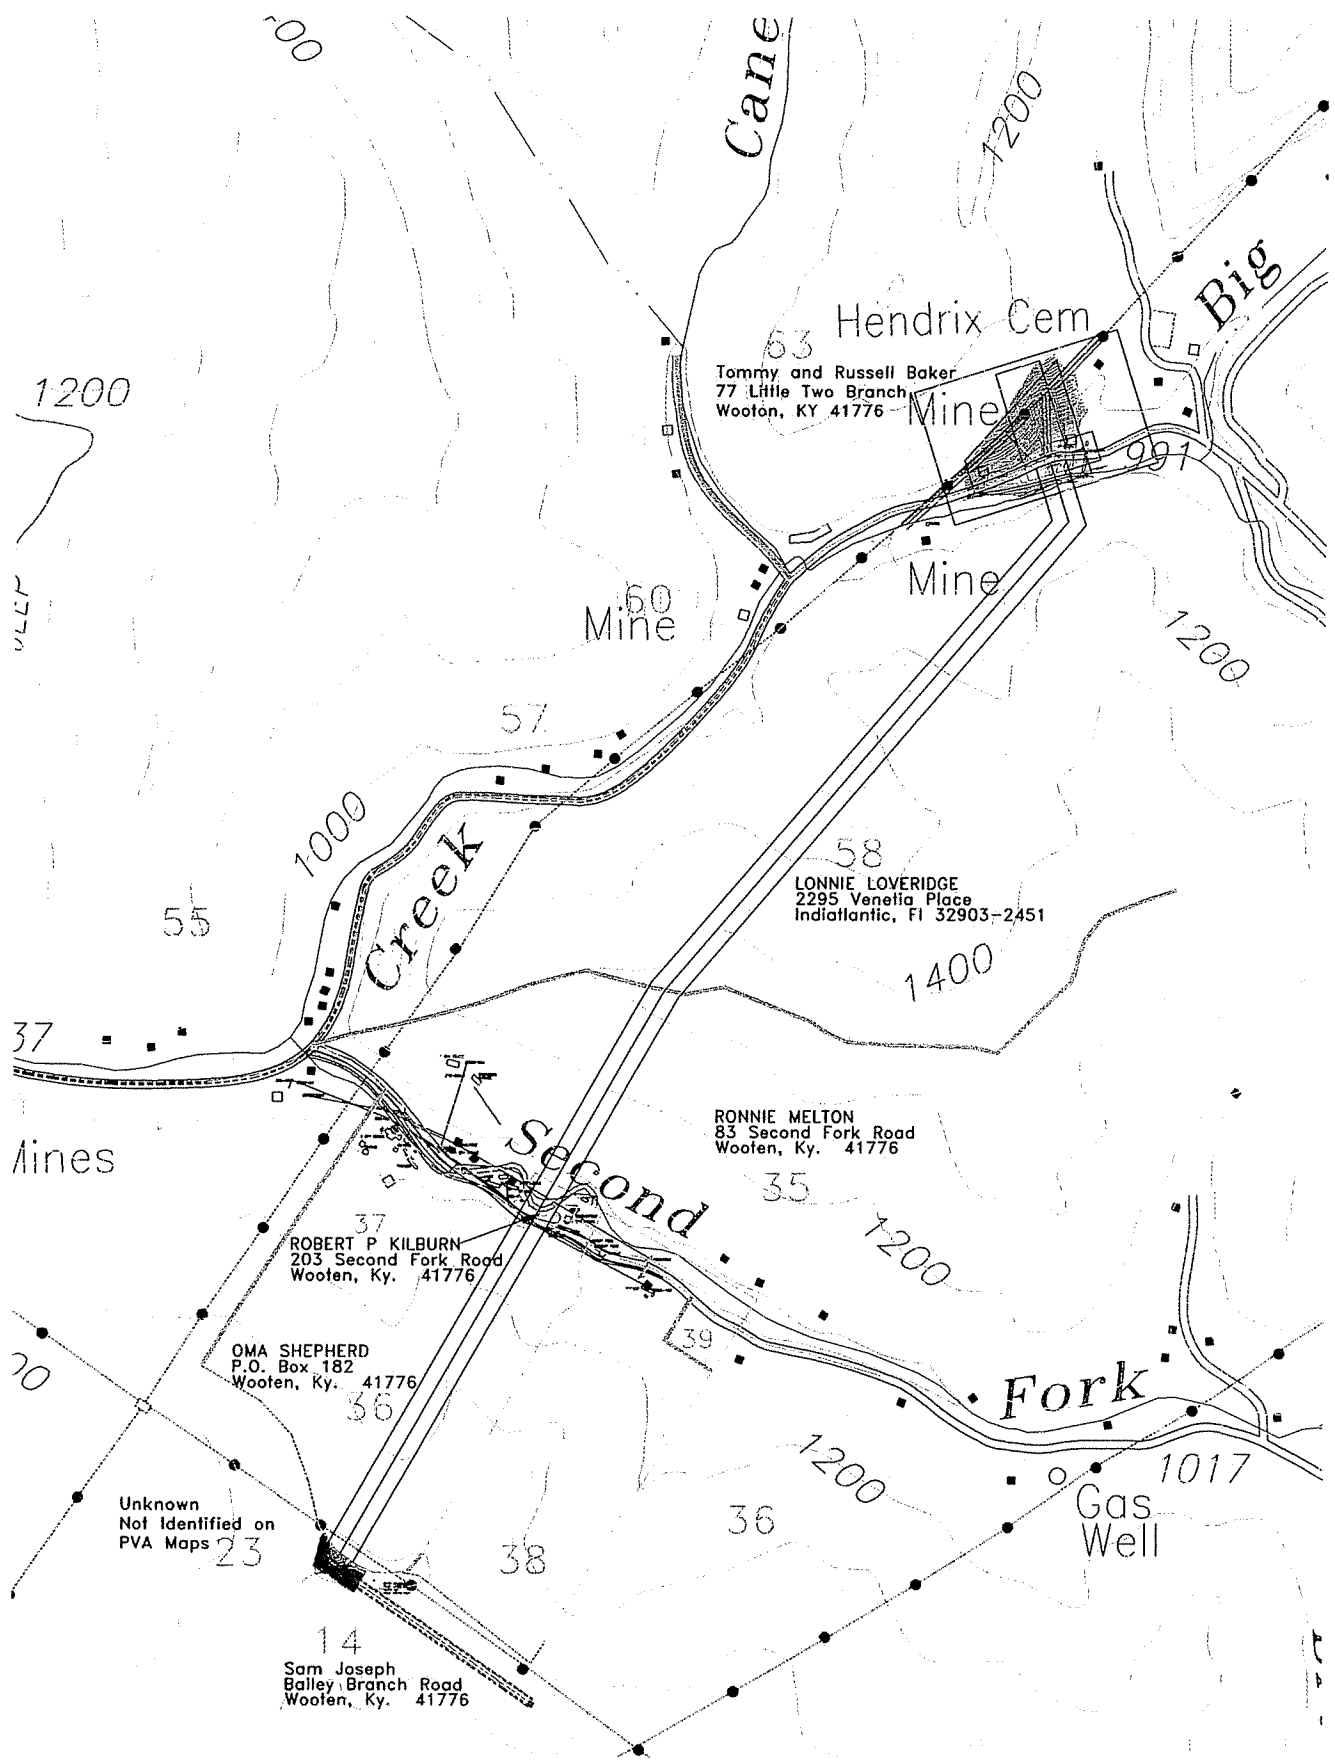 00
Cane
1200
Big
Hendrix Cem
63
Tommy and Russell Baker
77 Little Two Branch
Wooton, KY 41776
Mine
1200
991
Mine
60
Mine
1200
57
1000
Creek
58
LONNIE LOVERIDGE
2295 Venetia Place
Indiatlantic, Fl 32903-2451
55
1400
37
RONNIE MELTON
83 Second Fork Road
Wooten, Ky. 41776
Second
35
37
ROBERT P KILBURN
203 Second Fork Road
Wooten, Ky. 41776
1200
OMA SHEPHERD
P.O. Box 182
Wooten, Ky. 41776
39
36
Fork
1200
1017
Gas
Well
Unknown
Not Identified on
PVA Maps
23
38
36
14
Sam Joseph
Bailey Branch Road
Wooten, Ky. 41776